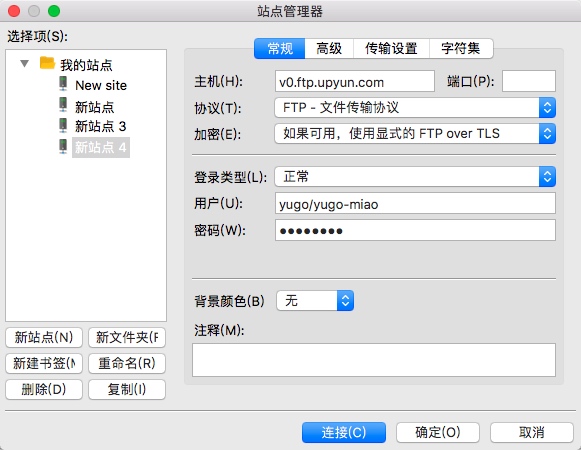 站点管理器
选择项(S):
我的站点
New site
新站点
新站点 3
新站点 4
新站点(N)
新文件夹(F
新建书签(M
重命名(R)
删除(D)
复制(I)
常规
高级
传输设置
字符集
主机(H):
v0.ftp.upyun.com
端口(P):
协议(T):
FTP - 文件传输协议
加密(E):
如果可用，使用显式的 FTP over TLS
登录类型(L):
正常
用户(U):
yugo/yugo-miao
密码(W):
●●●●●●●●
背景颜色(B)
无
注释(M):
连接(C)
确定(O)
取消